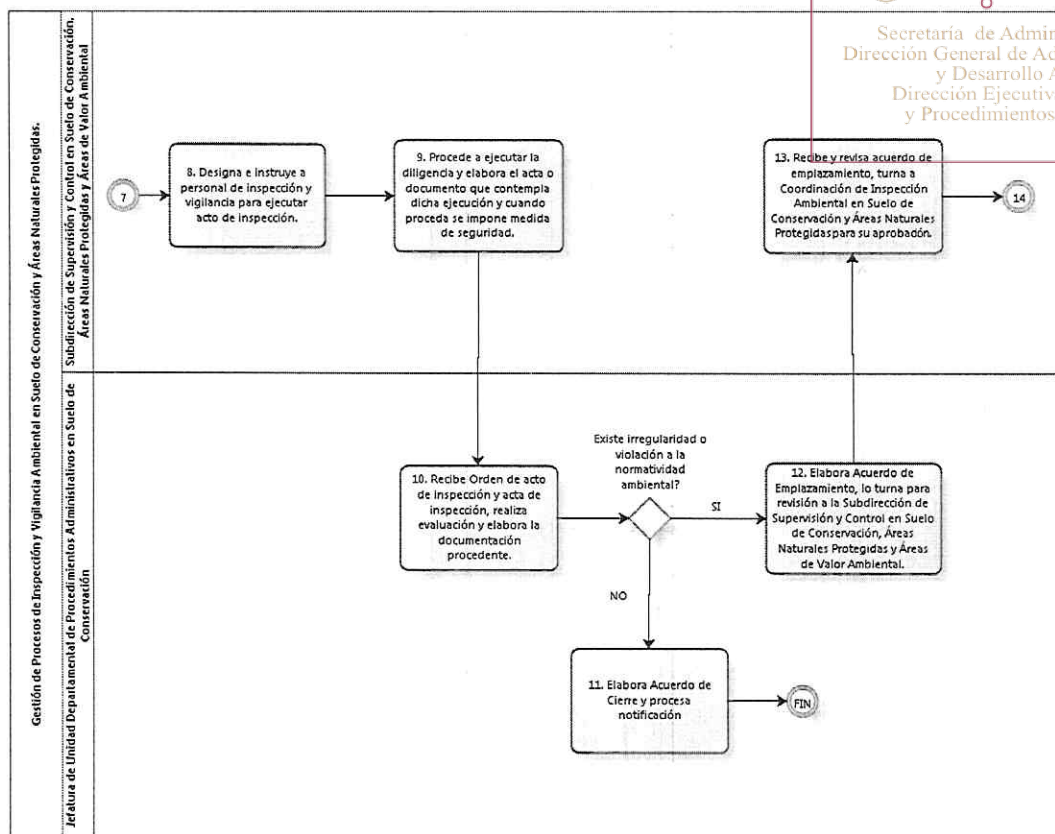 Secretaría de Admin
Dirección General de Ad
y Desarrollo A
Dirección Ejecutiv
y Procedimientos
Gestión de Procesos de Inspección y Vigilancia Ambiental en Suelo de Conservación y Áreas Naturales Protegidas.
Subdirección de Supervisión y Control en Suelo de Conservación,
Áreas Naturales Protegidas y Áreas de Valor Ambiental
7
8. Designa e instruye a
personal de inspección y
vigilancia para ejecutar
acto de inspección.
9. Procede a ejecutar la
diligencia y elabora el acta o
documento que contempla
dicha ejecución y cuando
proceda se impone medida
de seguridad.
13. Recibe y revisa acuerdo de
emplazamiento, turna a
Coordinación de Inspección
Ambiental en Suelo de
Conservación y Áreas Naturales
Protegidas para su aprobación.
14
Jefatura de Unidad Departamental de Procedimientos Administrativos en Suelo de
Conservación
10. Recibe Orden de acto
de inspección y acta de
inspección, realiza
evaluación y elabora la
documentación
procedente.
Existe irregularidad o
violación a la
normatividad
ambiental?
SI
NO
12. Elabora Acuerdo de
Emplazamiento, lo turna para
revisión a la Subdirección de
Supervisión y Control en Suelo
de Conservación, Áreas
Naturales Protegidas y Áreas
de Valor Ambiental.
11. Elabora Acuerdo de
Cierre y procesa
notificación
FIN